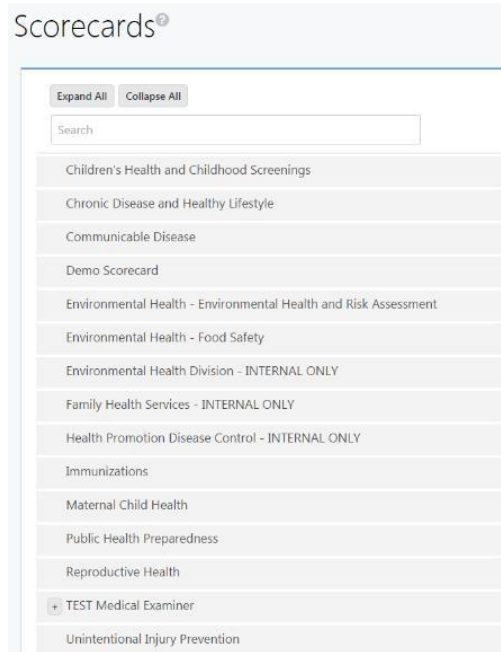 Scorecards?
Expand All Collapse All
Search
Children's Health and Childhood Screenings
Chronic Disease and Healthy Lifestyle
Communicable Disease
Demo Scorecard
Environmental Health - Environmental Health and Risk Assessment
Environmental Health - Food Safety
Environmental Health Division - INTERNAL ONLY
Family Health Services - INTERNAL ONLY
Health Promotion Disease Control - INTERNAL ONLY
Immunizations
Maternal Child Health
Public Health Preparedness
Reproductive Health
+ TEST Medical Examiner
Unintentional Injury Prevention